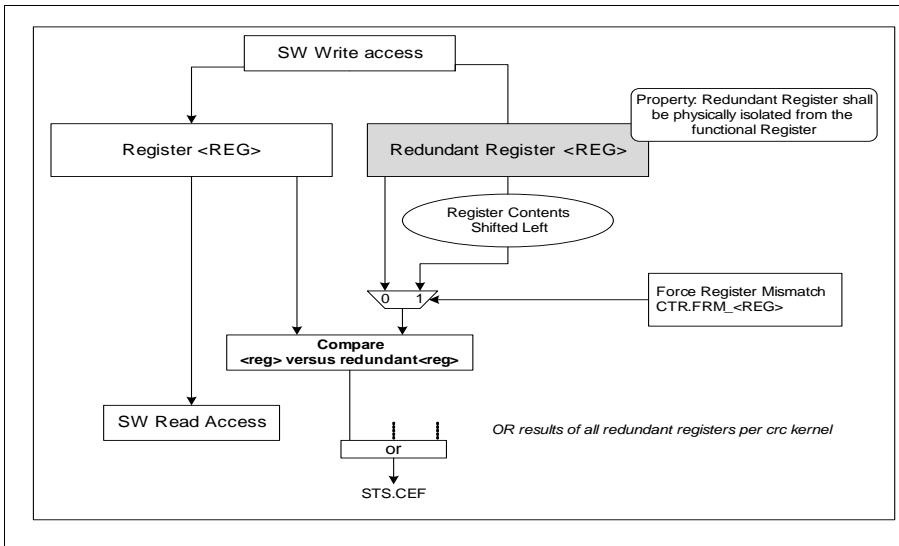 SW Write access
Property: Redundant Register shall
be physically isolated from the
functional Register
Register <REG>
Redundant Register <REG>
Register Contents
Shifted Left
0 1
Force Register Mismatch
CTR.FRM_<REG>
Compare
<reg> versus redundant<reg>
SW Read Access
OR results of all redundant registers per crc kernel
or
STS.CEF